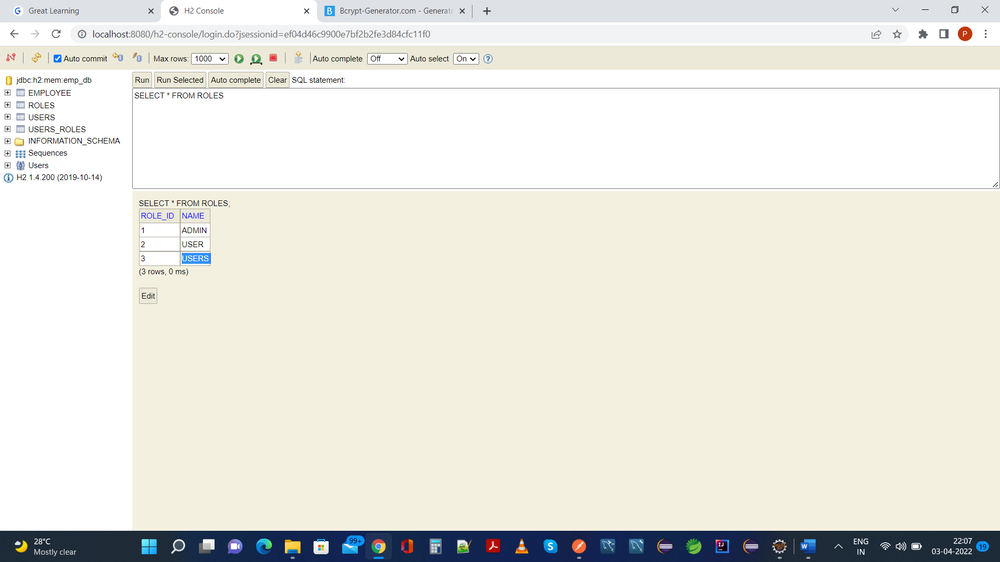 Great Learning
H2 Console
Bcrypt-Generator.com - Generate
localhost:8080/h2-console/login.do?jsessionid=ef04d46c9900e7bf2b2fe3d84cfc11f0
P
Auto commit
Max rows: 1000
Auto complete Off
Auto select On
jdbc:h2:mem:emp_db
EMPLOYEE
ROLES
USERS
USERS_ROLES
INFORMATION_SCHEMA
Sequences
Users
H2 1.4.200 (2019-10-14)
Run Run Selected Auto complete Clear SQL statement:
SELECT * FROM ROLES
SELECT * FROM ROLES;
ROLE_ID NAME
1 ADMIN
2 USER
3 USERS
(3 rows, 0 ms)
Edit
28°C
Mostly clear
99+
ENG
IN
22:07
03-04-2022
19